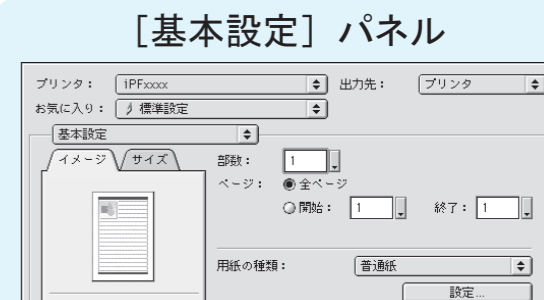 ［基本設定］パネル
プリンタ： iPFxxxx 出力先： プリンタ
お気に入り： 標準設定
基本設定
イメージ サイズ 部数： 1
ページ： 全ページ
開始： 1 終了： 1
用紙の種類： 普通紙
設定...